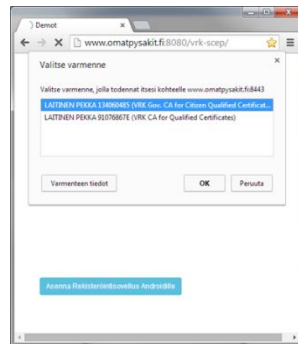 Demot
www.omatpysakit.fi:8080/vrk-scep/
Valitse varmenne
Valitse varmenne, jolla todennat itsesi kohteelle www.omatpysakit.fi:8443
LAITINEN PEKKA 134060485 (VRK Gov. CA for Citizen Qualified Certificat...
LAITINEN PEKKA 91076867E (VRK CA for Qualified Certificates)
Varmenteen tiedot
OK
Peruuta
Asenna Rekisteröintisovellus Androidille